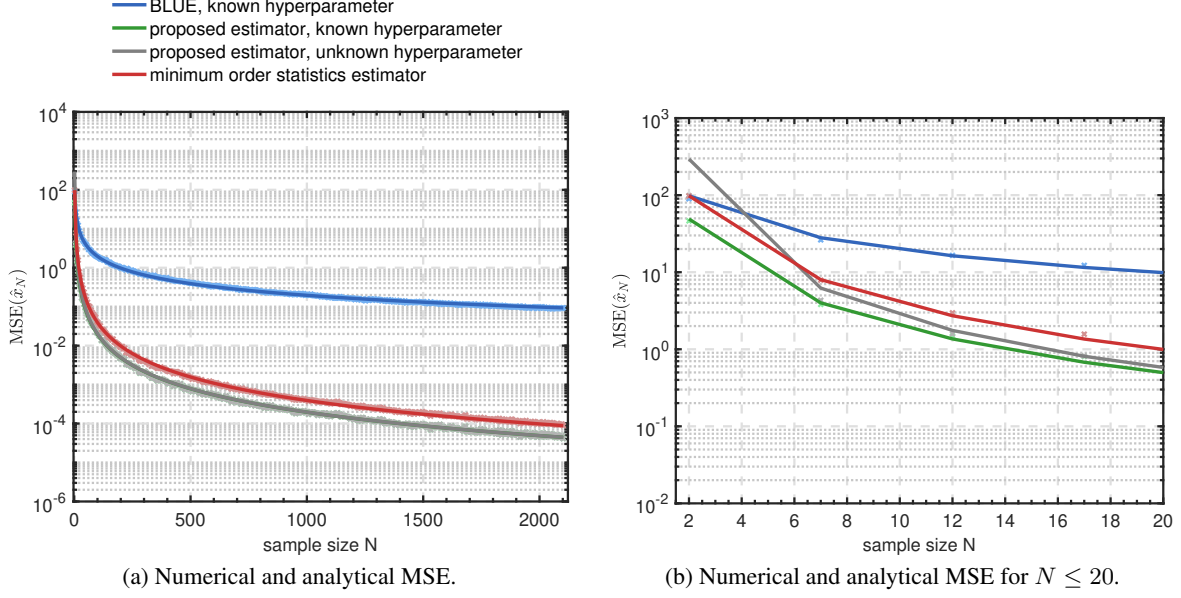 BLUE, known hyperparameter
proposed estimator, known hyperparameter
proposed estimator, unknown hyperparameter
minimum order statistics estimator
10^4
10^2
10^0
10^-2
10^-4
10^-6
MSE(x̂_N)
0 500 1000 1500 2000
sample size N
(a) Numerical and analytical MSE.
10^3
10^2
10^1
10^0
10^-1
10^-2
MSE(x̂_N)
2 4 6 8 10 12 14 16 18 20
sample size N
(b) Numerical and analytical MSE for N ≤ 20.